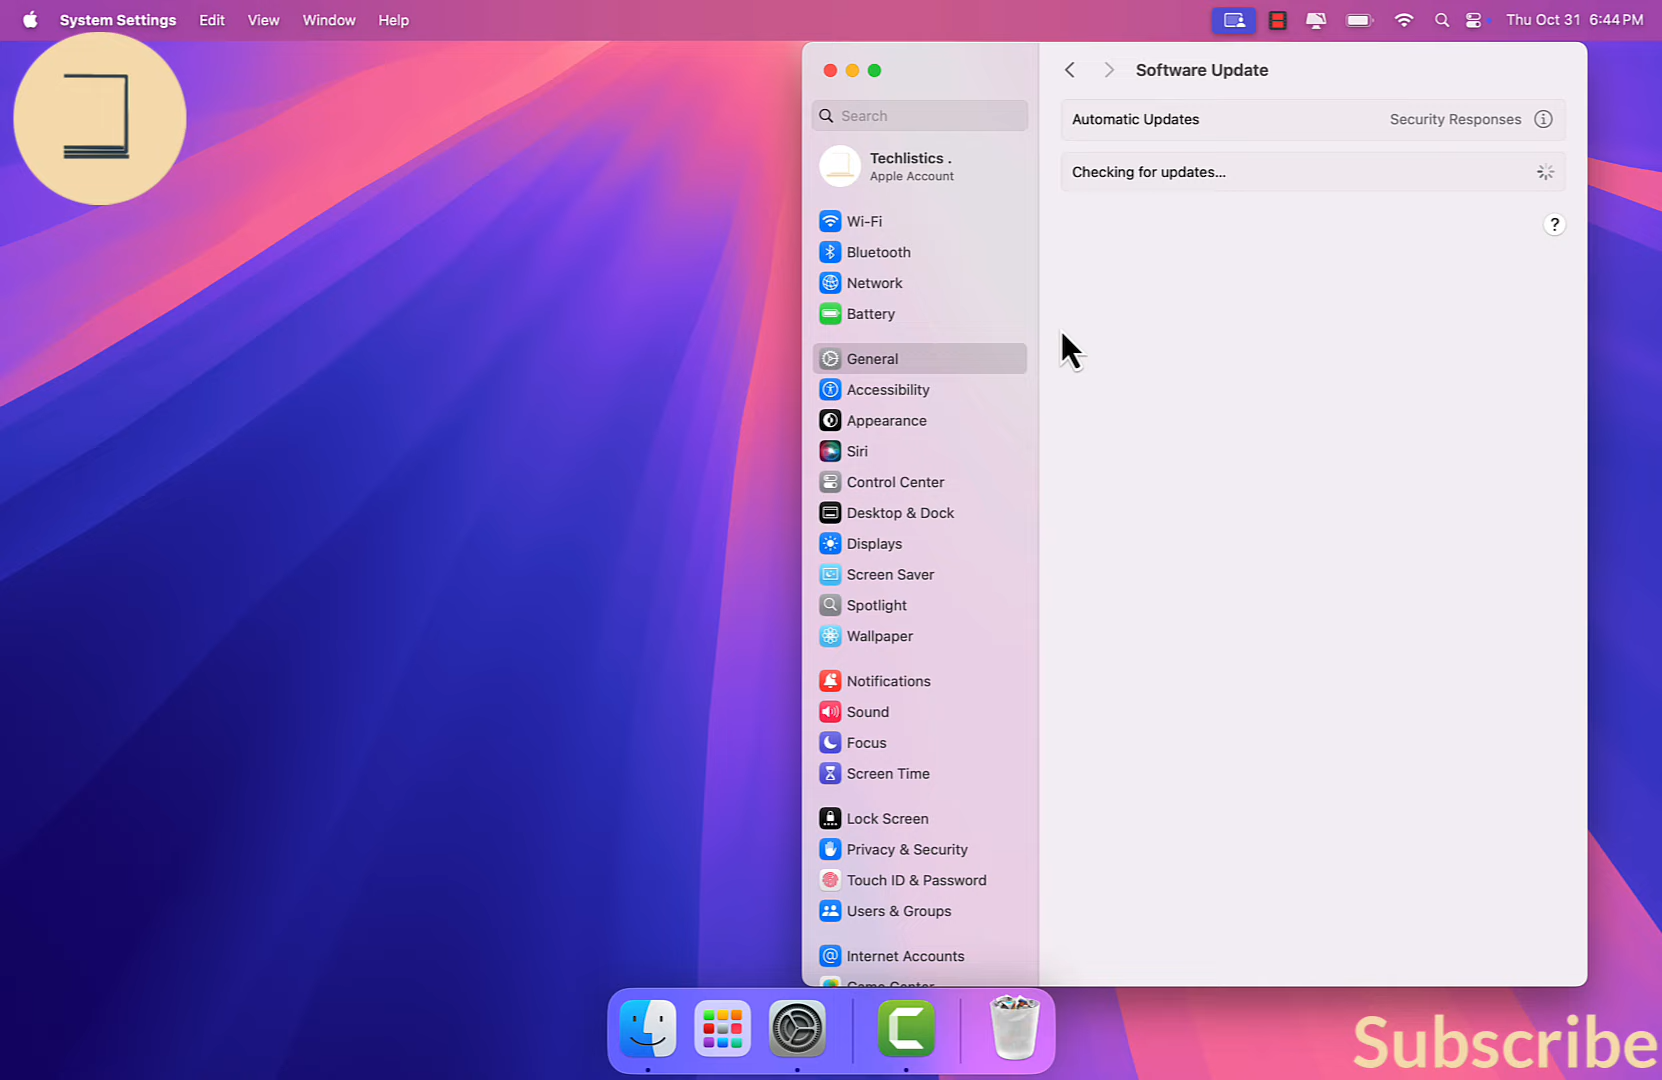 System Settings Edit View Window Help Thu Oct 31 6:44 PM
Software Update
Search
Automatic Updates Security Responses
Techlistics .
Apple Account
Checking for updates...
?
Wi-Fi
Bluetooth
Network
Battery
General
Accessibility
Appearance
Siri
Control Center
Desktop & Dock
Displays
Screen Saver
Spotlight
Wallpaper
Notifications
Sound
Focus
Screen Time
Lock Screen
Privacy & Security
Touch ID & Password
Users & Groups
Internet Accounts
Game Center
Subscribe